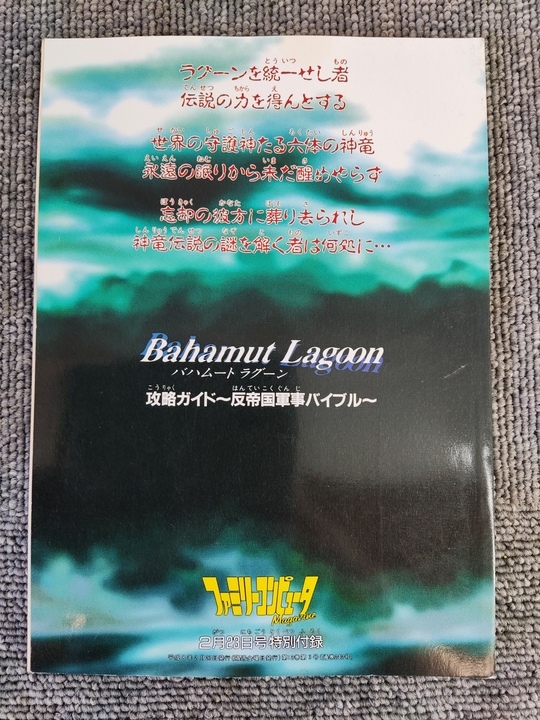 ラグーンを統一せし者
伝説の力を得んとする
世界の守護神たる六体の神竜
永遠の眠りから未だ醒めやらず
忘却の彼方に葬り去られし
神竜伝説の謎を解く者は何処に…
Bahamut Lagoon
バハムート ラグーン
攻略ガイド～反帝国軍事バイブル～
ファミリーコンピュータ
Magazine
2月23日号特別付録